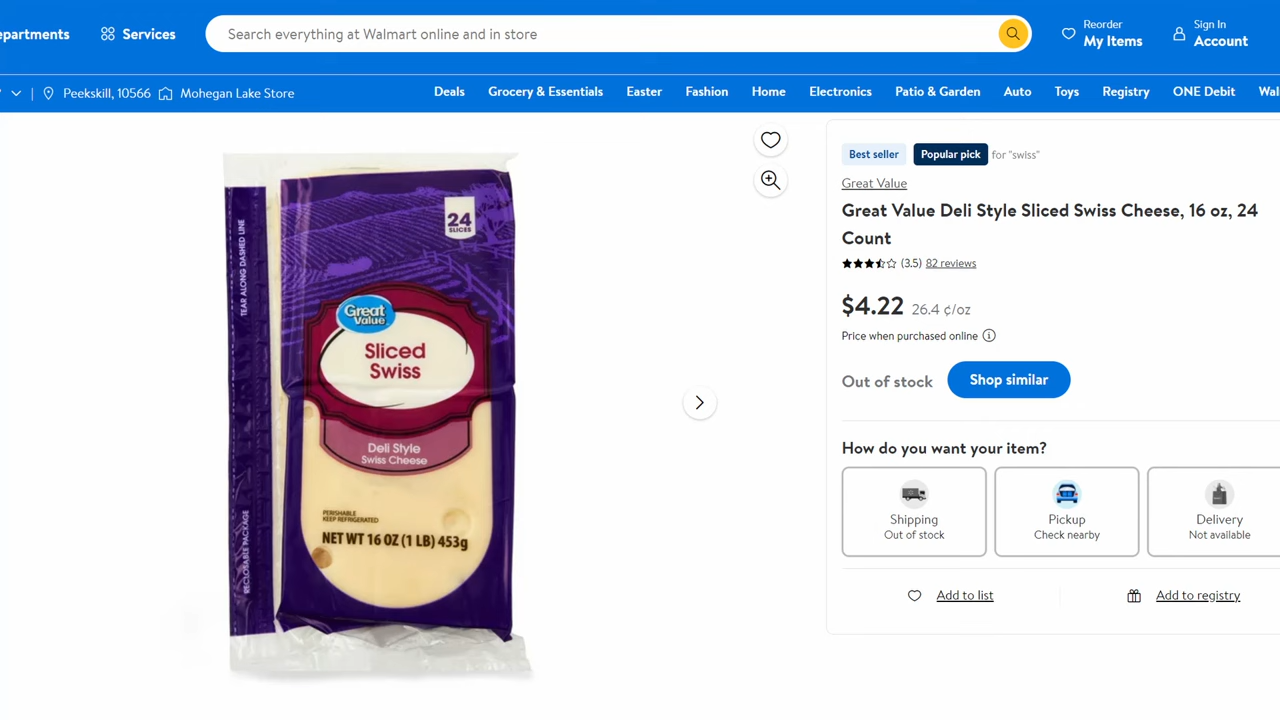 Services
Search everything at Walmart online and in store
Reorder
My Items
Sign In
Account
Peekskill, 10566
Mohegan Lake Store
Deals
Grocery & Essentials
Easter
Fashion
Home
Electronics
Patio & Garden
Auto
Toys
Registry
ONE Debit
24
SLICES
TEAR ALONG DASHED LINE
Great
Value
Sliced
Swiss
Deli Style
Swiss Cheese
PERISHABLE
KEEP REFRIGERATED
NET WT 16 OZ (1 LB) 453g
RECLOSABLE PACKAGE
Best seller
Popular pick
for "swiss"
Great Value
Great Value Deli Style Sliced Swiss Cheese, 16 oz, 24
Count
(3.5) 82 reviews
$4.22 26.4 ¢/oz
Price when purchased online
Out of stock
Shop similar
How do you want your item?
Shipping
Out of stock
Pickup
Check nearby
Delivery
Not available
Add to list
Add to registry